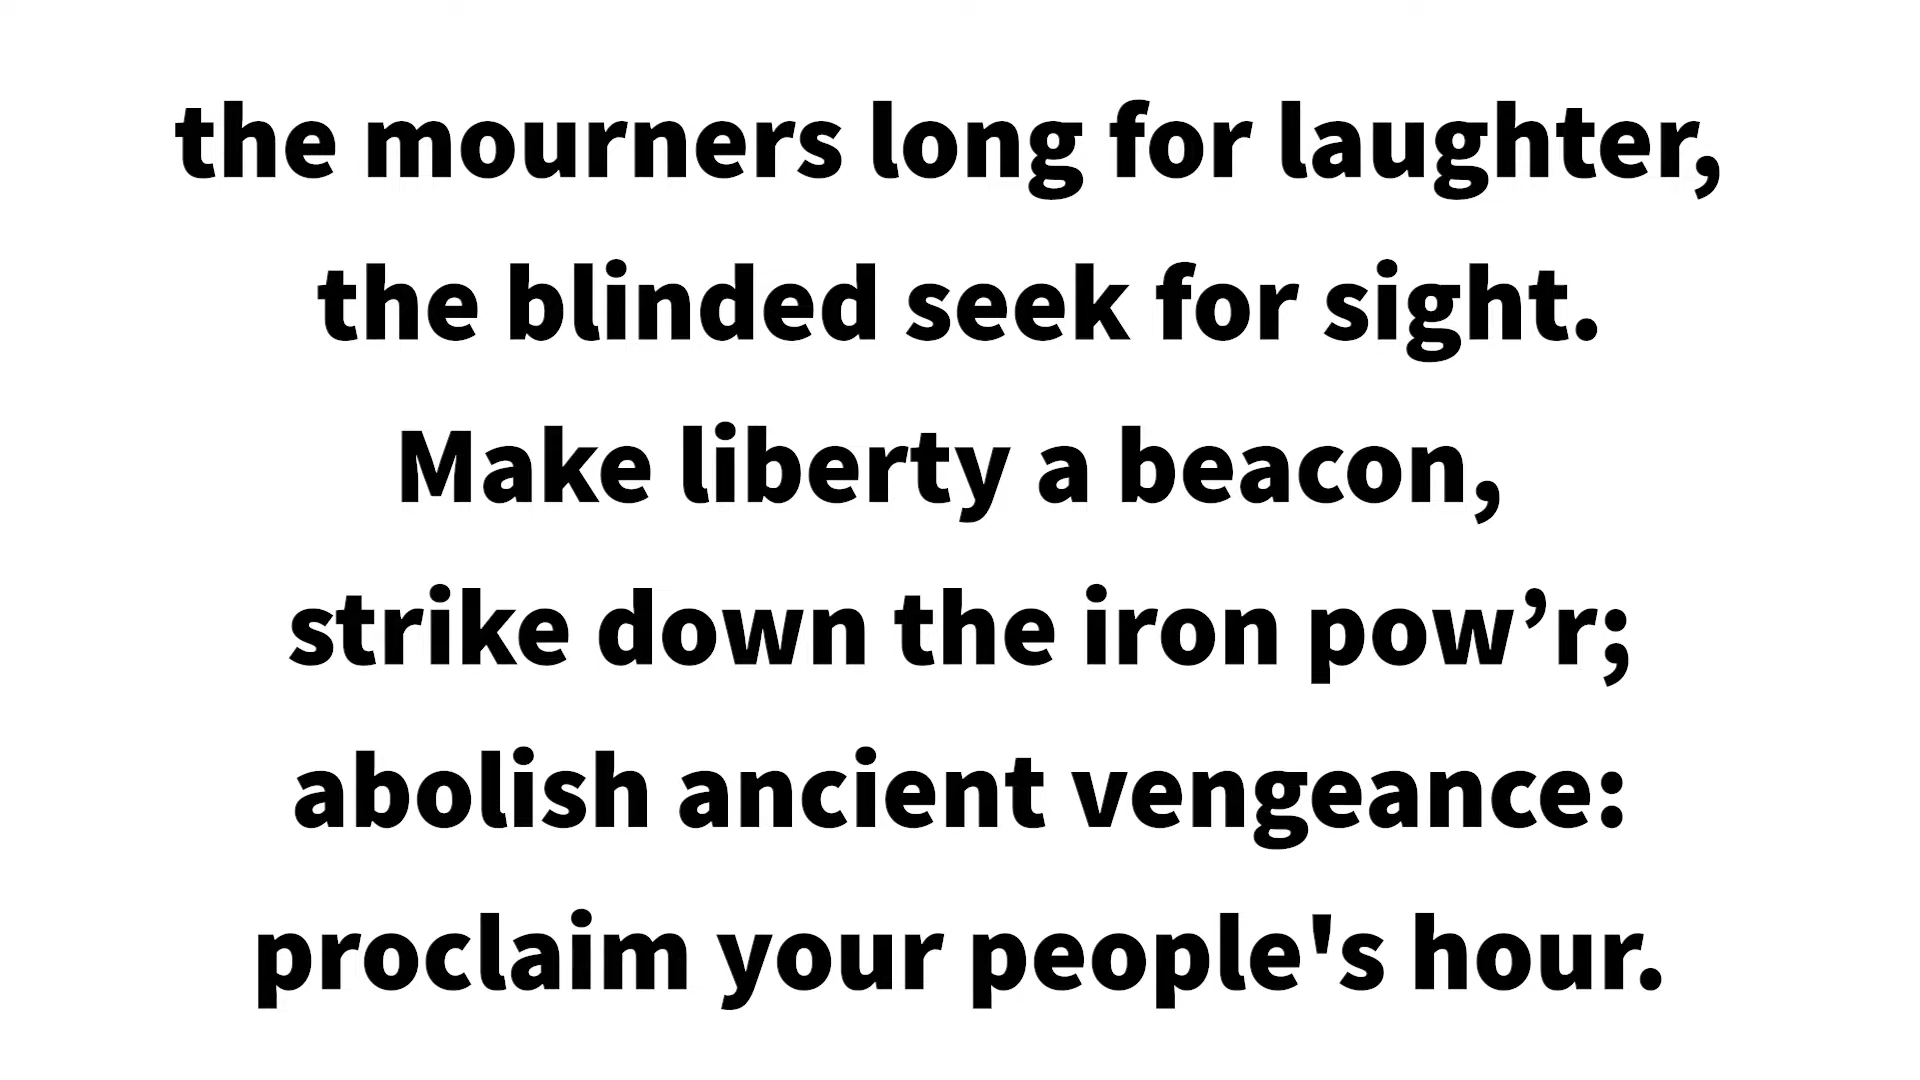 the mourners long for laughter,
the blinded seek for sight.
Make liberty a beacon,
strike down the iron pow’r;
abolish ancient vengeance:
proclaim your people's hour.